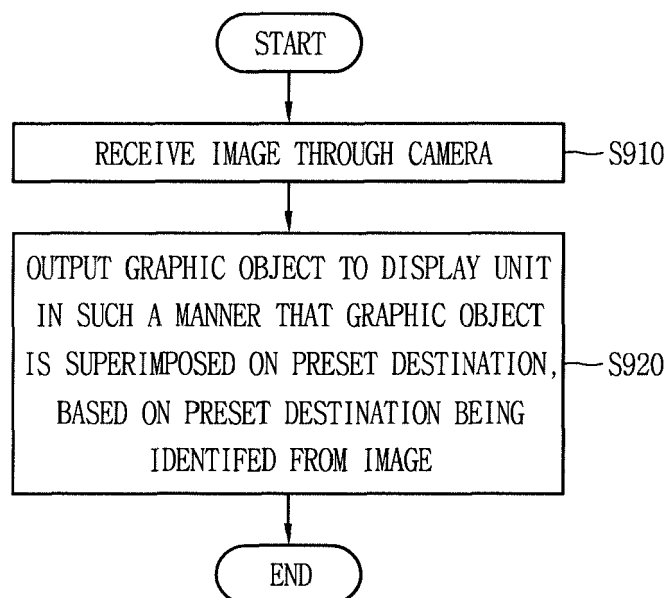 START
RECEIVE IMAGE THROUGH CAMERA
S910
OUTPUT GRAPHIC OBJECT TO DISPLAY UNIT
IN SUCH A MANNER THAT GRAPHIC OBJECT
IS SUPERIMPOSED ON PRESET DESTINATION,
BASED ON PRESET DESTINATION BEING
IDENTIFED FROM IMAGE
S920
END